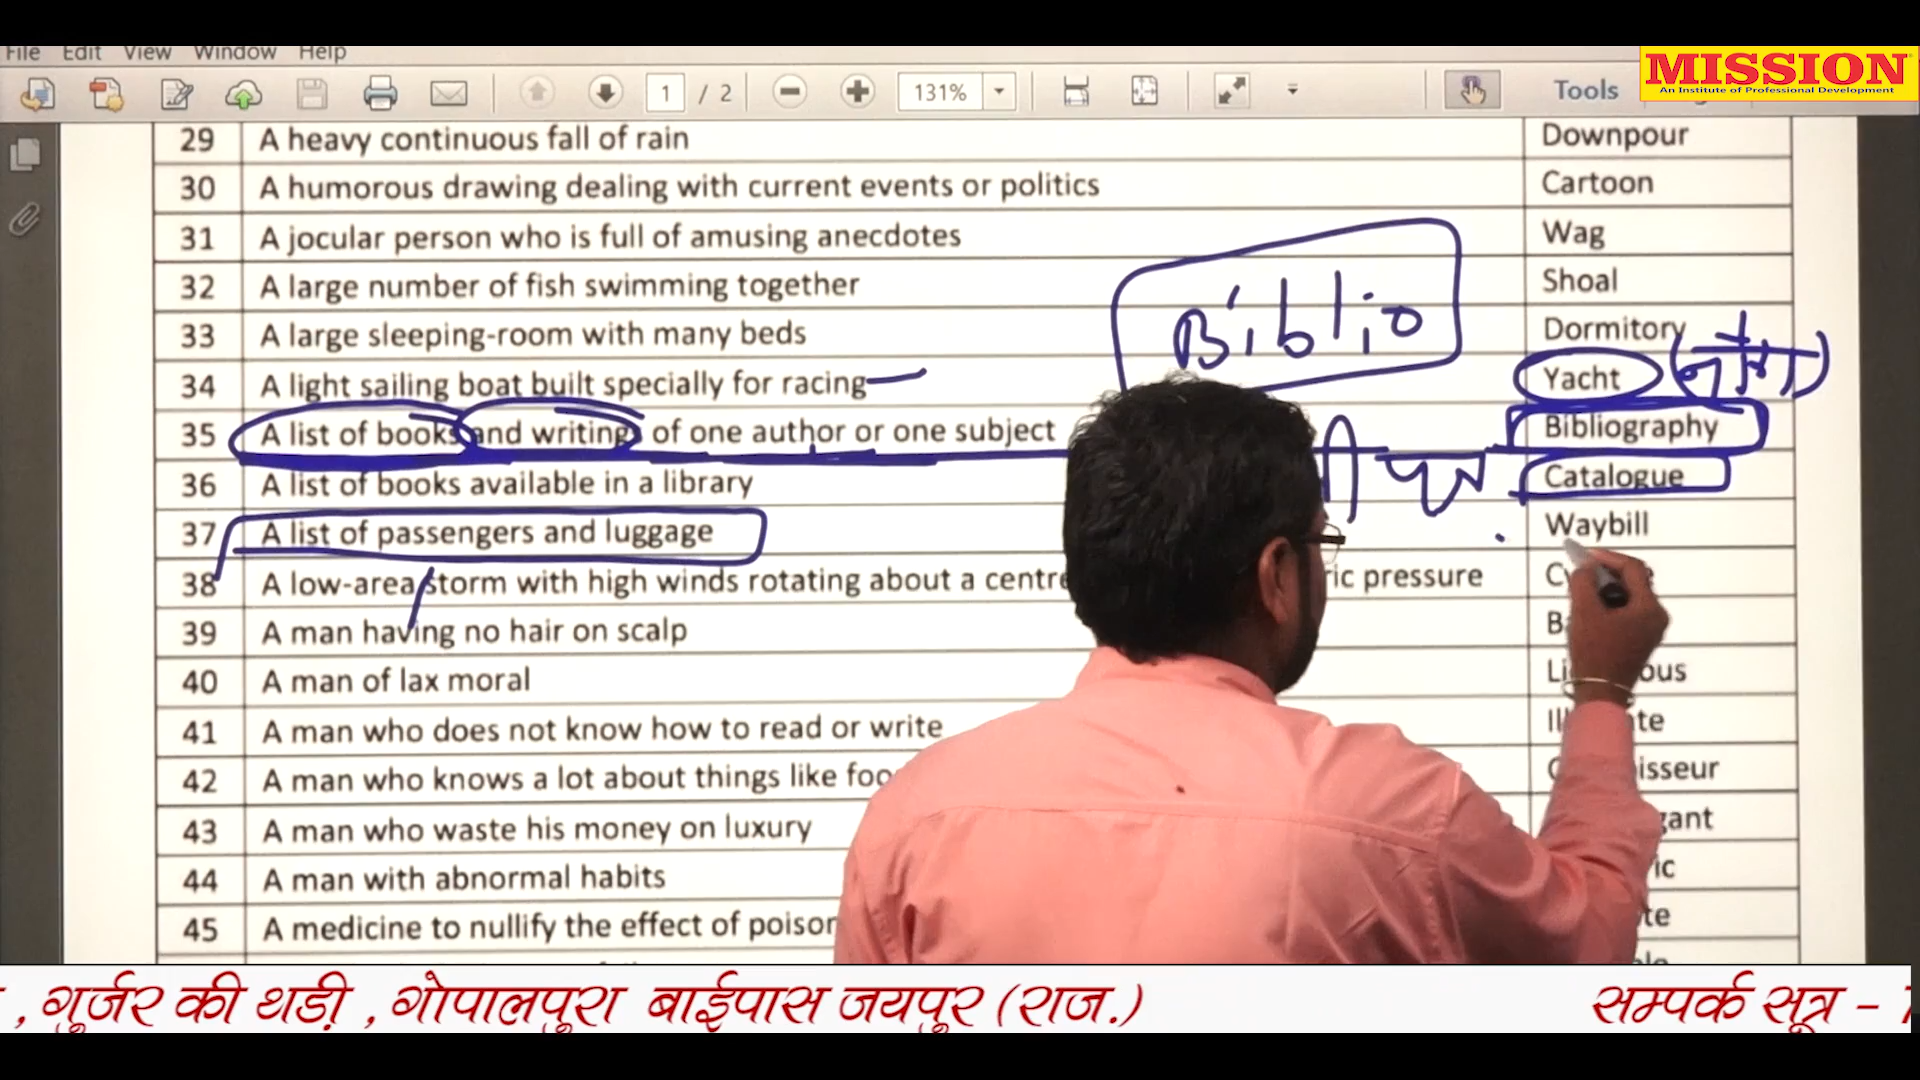 File Edit View Window Help
1 / 2 131% Tools
MISSION
An Institute of Professional Development
29 A heavy continuous fall of rain Downpour
30 A humorous drawing dealing with current events or politics Cartoon
31 A jocular person who is full of amusing anecdotes Wag
32 A large number of fish swimming together Shoal
33 A large sleeping-room with many beds Dormitory
Biblio
34 A light sailing boat built specially for racing Yacht
35 A list of books and writings of one author or one subject Bibliography
36 A list of books available in a library Catalogue
37 A list of passengers and luggage Waybill
38 A low-area storm with high winds rotating about a centre pressure
39 A man having no hair on scalp
40 A man of lax moral
41 A man who does not know how to read or write
42 A man who knows a lot about things like
43 A man who waste his money on luxury
44 A man with abnormal habits
45 A medicine to nullify the effect of poison
, गुर्जर की थडी़ , गोपालपुरा बाईपास जयपुर (राज.) सम्पर्क सूत्र -